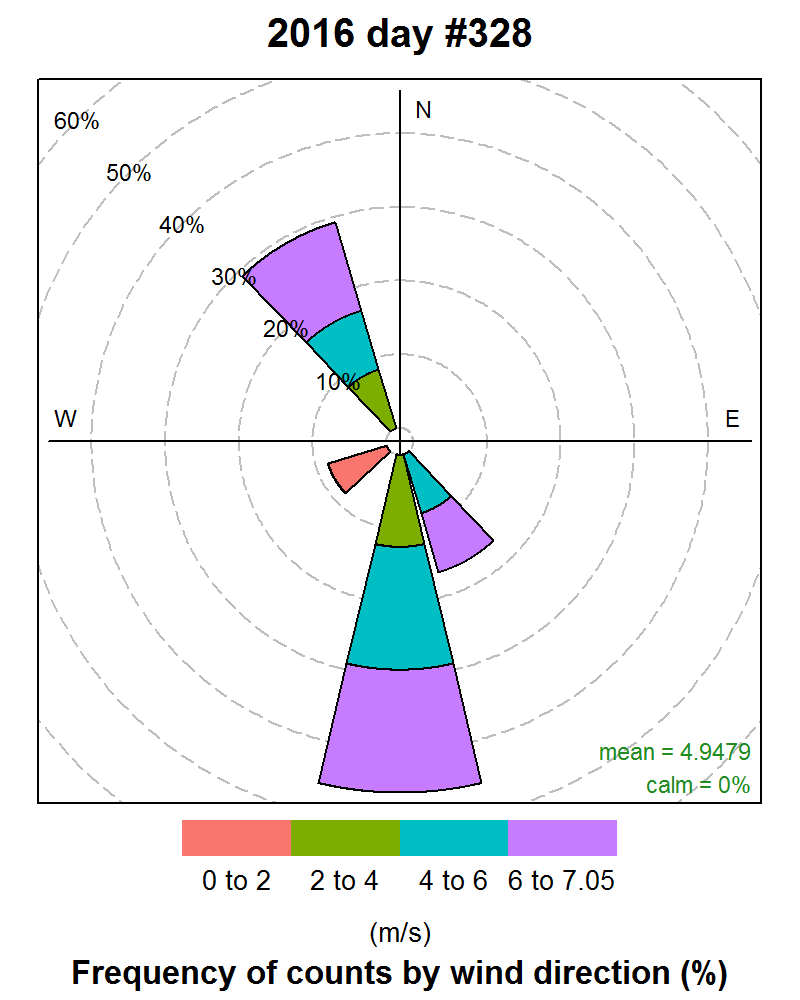 2016 day #328
N
60%
50%
40%
30%
20%
10%
W
E
mean = 4.9479
calm = 0%
0 to 2 2 to 4 4 to 6 6 to 7.05
(m/s)
Frequency of counts by wind direction (%)